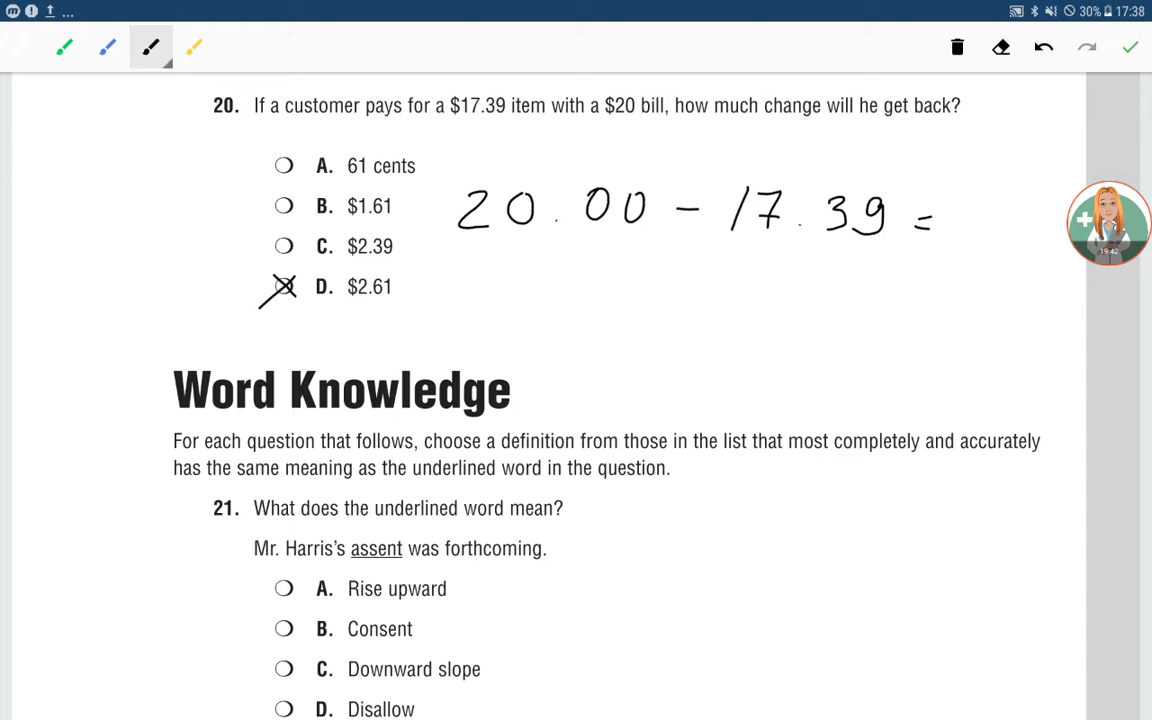 ... 30% 17:38
20. If a customer pays for a $17.39 item with a $20 bill, how much change will he get back?
A. 61 cents
B. $1.61
C. $2.39
D. $2.61
20.00 - 17.39 =
19:42
Word Knowledge
For each question that follows, choose a definition from those in the list that most completely and accurately
has the same meaning as the underlined word in the question.
21. What does the underlined word mean?
Mr. Harris's assent was forthcoming.
A. Rise upward
B. Consent
C. Downward slope
D. Disallow